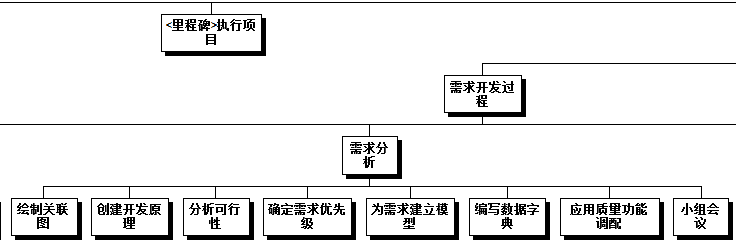 <里程碑>执行项
目
需求开发过
程
需求分
析
绘制关联
图
创建开发原
理
分析可行
性
确定需求优先
级
为需求建立模
型
编写数据字
典
应用质量功能
调配
小组会
议